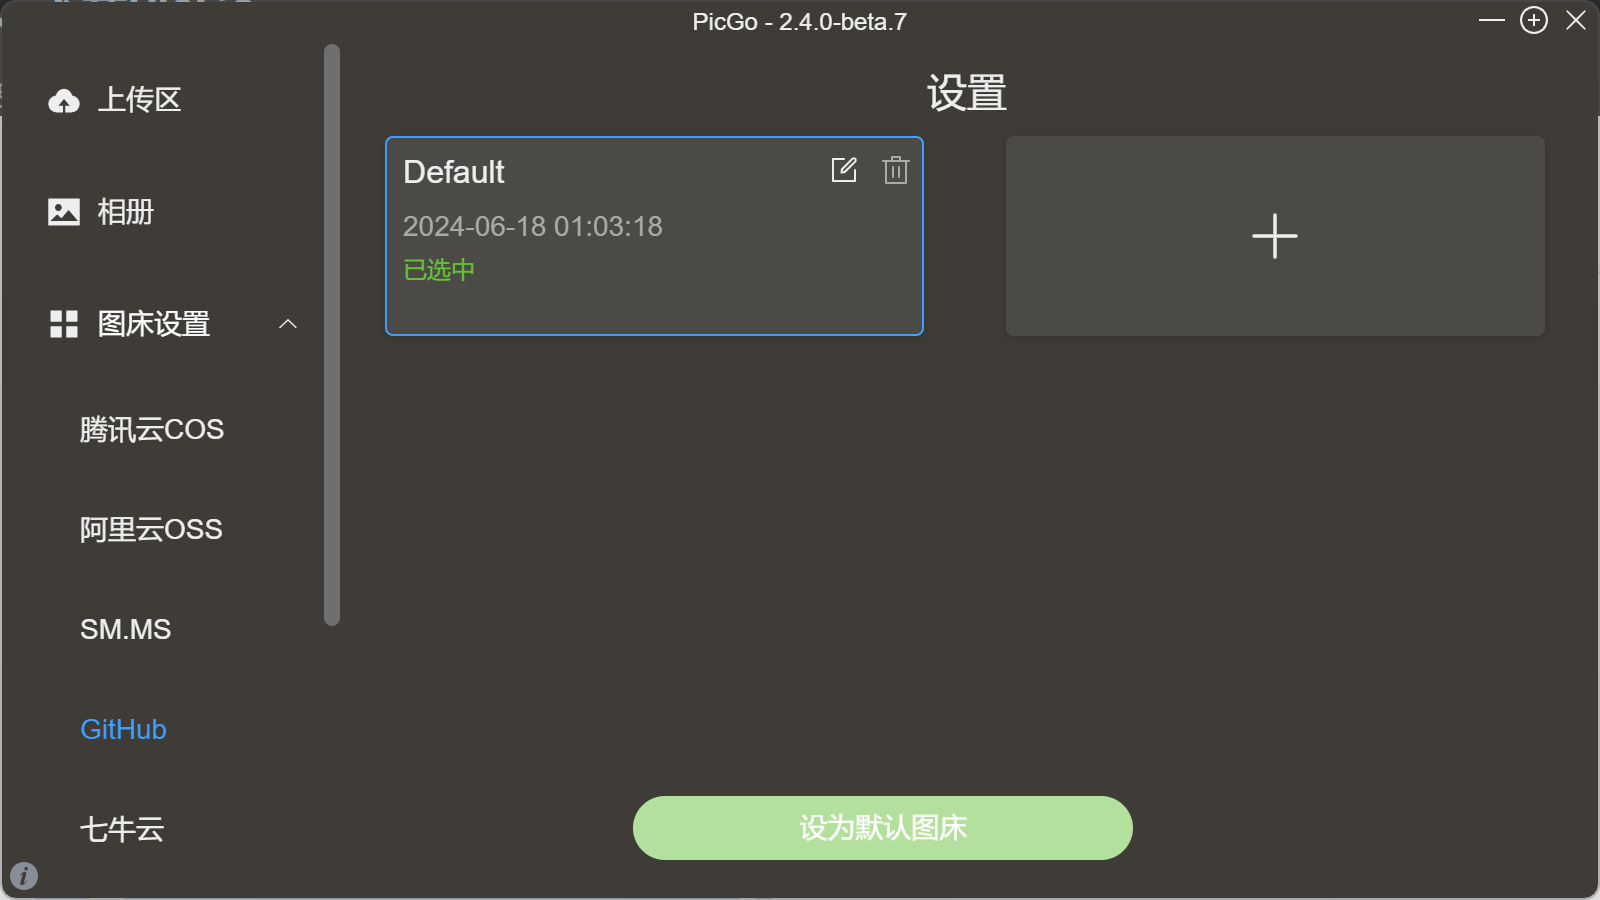 PicGo - 2.4.0-beta.7
上传区
相册
图床设置
腾讯云COS
阿里云OSS
SM.MS
GitHub
七牛云
设置
Default
2024-06-18 01:03:18
已选中
设为默认图床